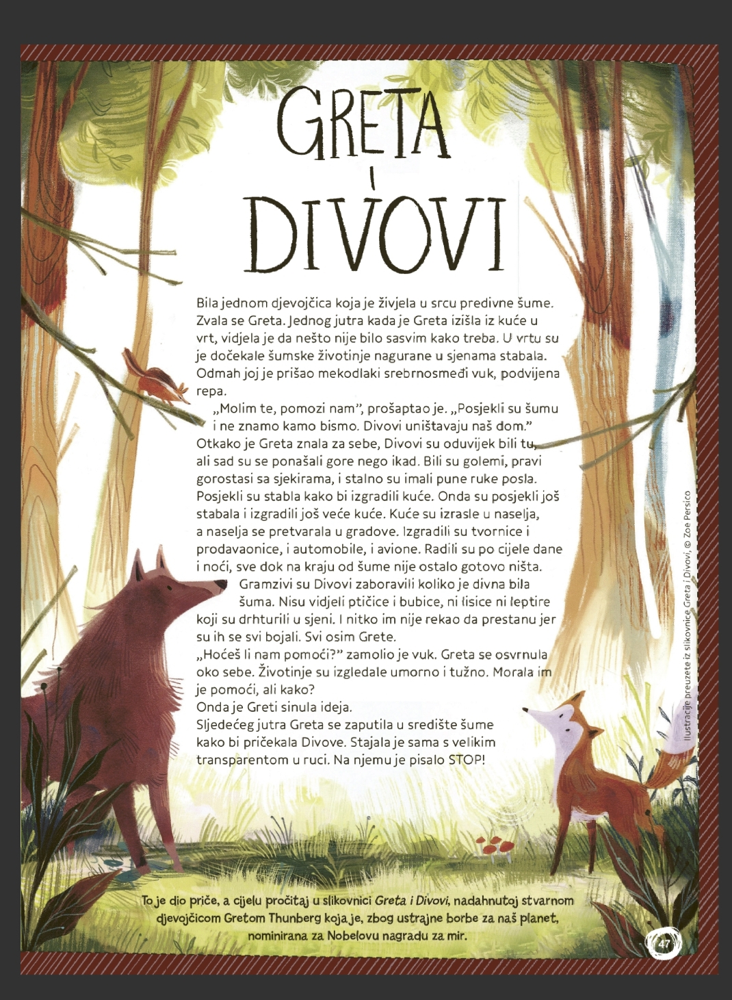 GRETA
I
DIVOVI
Bila jednom djevojčica koja je živjela u srcu predivne šume.
Zvala se Greta. Jednog jutra kada je Greta izišla iz kuće u
vrt, vidjela je da nešto nije bilo sasvim kako treba. U vrtu su
je dočekale šumske životinje nagurane u sjenama stabala.
Odmah joj je prišao mekodlaki srebrnosmeđi vuk, podvijena
repa.
„Molim te, pomozi nam”, prošaptao je. „Posjekli su šumu
i ne znamo kamo bismo. Divovi uništavaju naš dom.”
Otkako je Greta znala za sebe, Divovi su oduvijek bili tu,
ali sad su se ponašali gore nego ikad. Bili su golemi, pravi
gorostasi sa sjekirama, i stalno su imali pune ruke posla.
Posjekli su stabla kako bi izgradili kuće. Onda su posjekli još
stabala i izgradili još veće kuće. Kuće su izrasle u naselja,
a naselja se pretvarala u gradove. Izgradili su tvornice i
prodavaonice, i automobile, i avione. Radili su po cijele dane
i noći, sve dok na kraju od šume nije ostalo gotovo ništa.
Gramzivi su Divovi zaboravili koliko je divna bila
šuma. Nisu vidjeli ptičice i bubice, ni lisice ni leptire
koji su drhturili u sjeni. I nitko im nije rekao da prestanu jer
su ih se svi bojali. Svi osim Grete.
„Hoćeš li nam pomoći?” zamolio je vuk. Greta se osvrnula
oko sebe. Životinje su izgledale umorno i tužno. Morala im
je pomoći, ali kako?
Onda je Greti sinula ideja.
Sljedećeg jutra Greta se zaputila u središte šume
kako bi pričekala Divove. Stajala je sama s velikim
transparentom u ruci. Na njemu je pisalo STOP!
Ilustracije preuzete iz slikovnice Greta i Divovi, © Zoë Persico
To je dio priče, a cijelu pročitaj u slikovnici Greta i Divovi, nadahnutoj stvarnom
djevojčicom Gretom Thunberg koja je, zbog ustrajne borbe za naš planet,
nominirana za Nobelovu nagradu za mir.
47